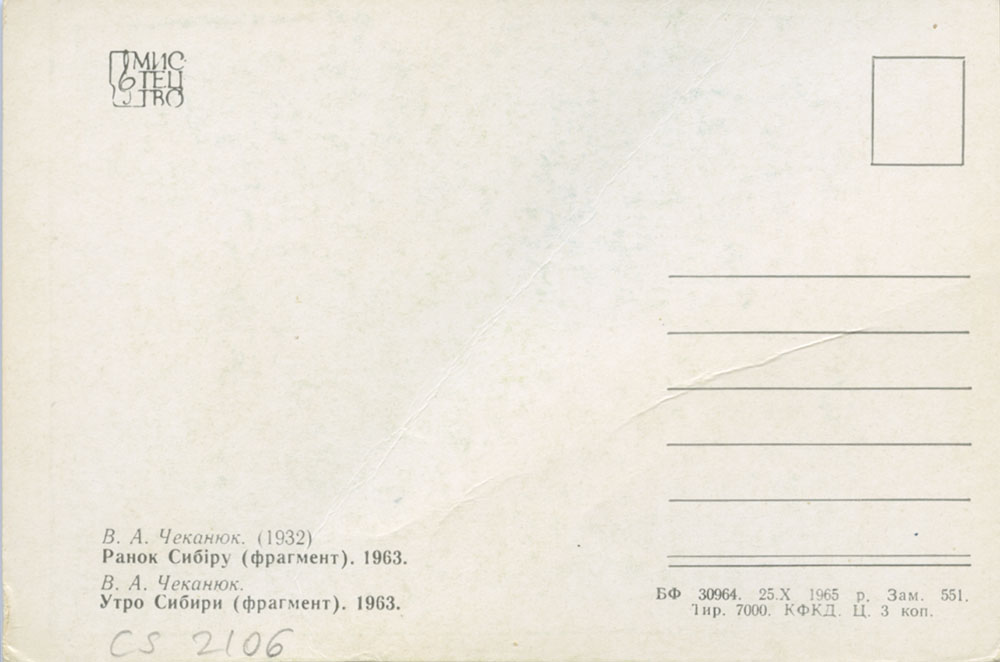 МИС
ТЕЦ
ТВО
В. А. Чеканюк. (1932)
Ранок Сибіру (фрагмент). 1963.
В. А. Чеканюк.
Утро Сибири (фрагмент). 1963.
БФ 30964. 25.X 1965 р. Зам. 551.
Тир. 7000. КФКД. Ц. 3 коп.
CS 2106